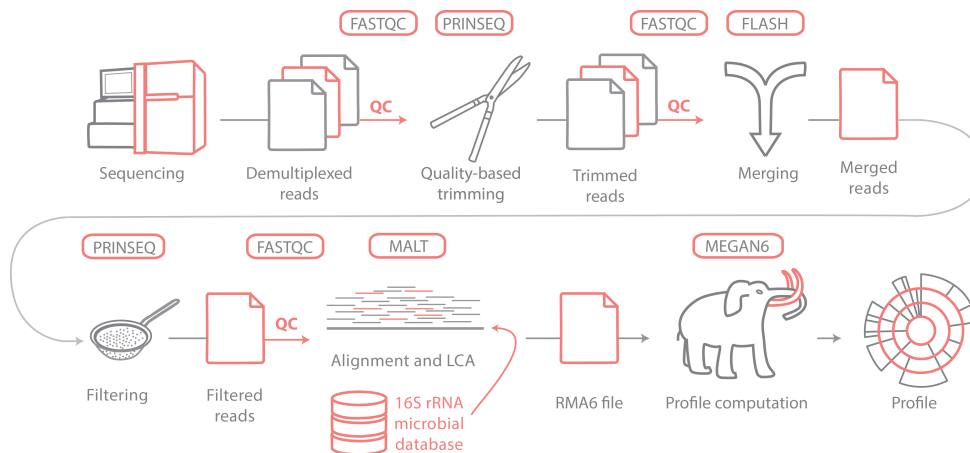 FASTQC
PRINSEQ
FASTQC
FLASH
QC
QC
Sequencing
Demultiplexed
reads
Quality-based
trimming
Trimmed
reads
Merging
Merged
reads
PRINSEQ
FASTQC
MALT
MEGAN6
QC
Filtering
Filtered
reads
Alignment and LCA
16S rRNA
microbial
database
RMA6 file
Profile computation
Profile